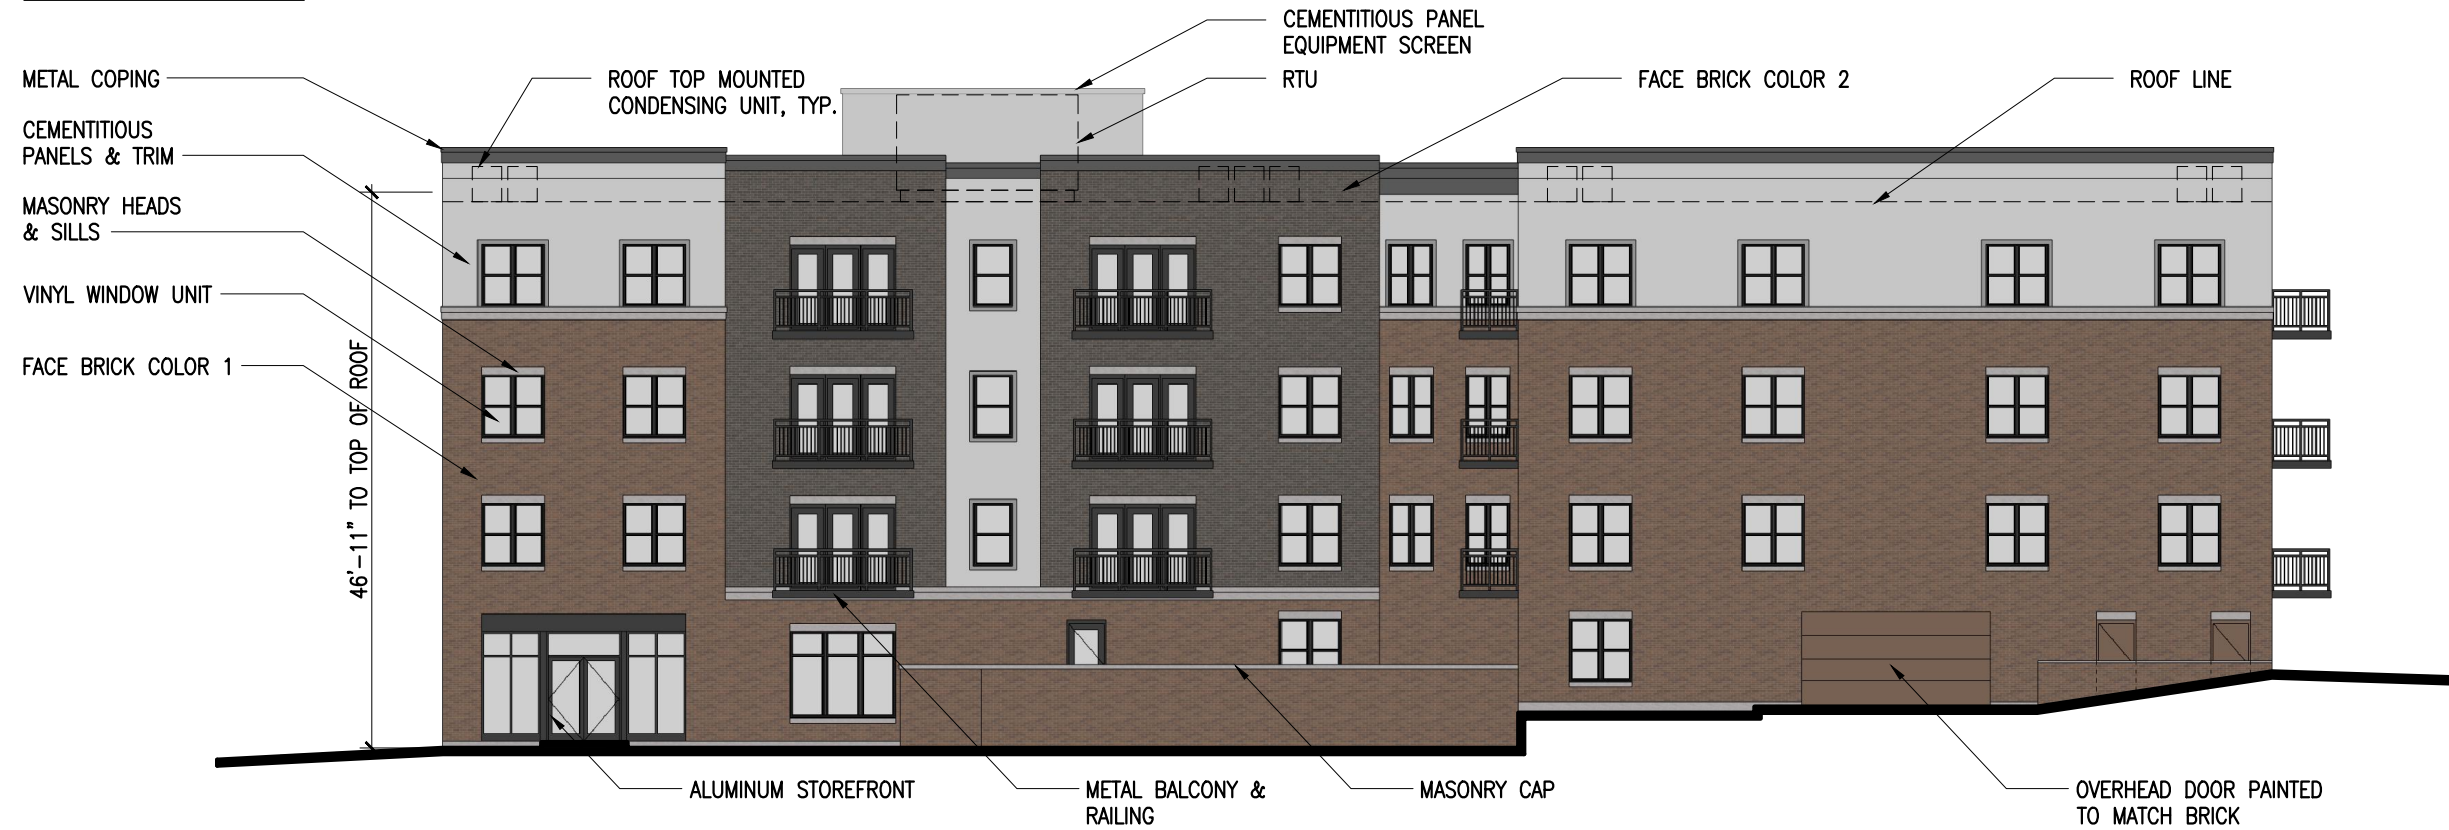 CEMENTITIOUS PANEL
EQUIPMENT SCREEN
METAL COPING
ROOF TOP MOUNTED
CONDENSING UNIT, TYP.
RTU
FACE BRICK COLOR 2
ROOF LINE
CEMENTITIOUS
PANELS & TRIM
MASONRY HEADS
& SILLS
VINYL WINDOW UNIT
FACE BRICK COLOR 1
46'-11" TO TOP OF ROOF
ALUMINUM STOREFRONT
METAL BALCONY &
RAILING
MASONRY CAP
OVERHEAD DOOR PAINTED
TO MATCH BRICK